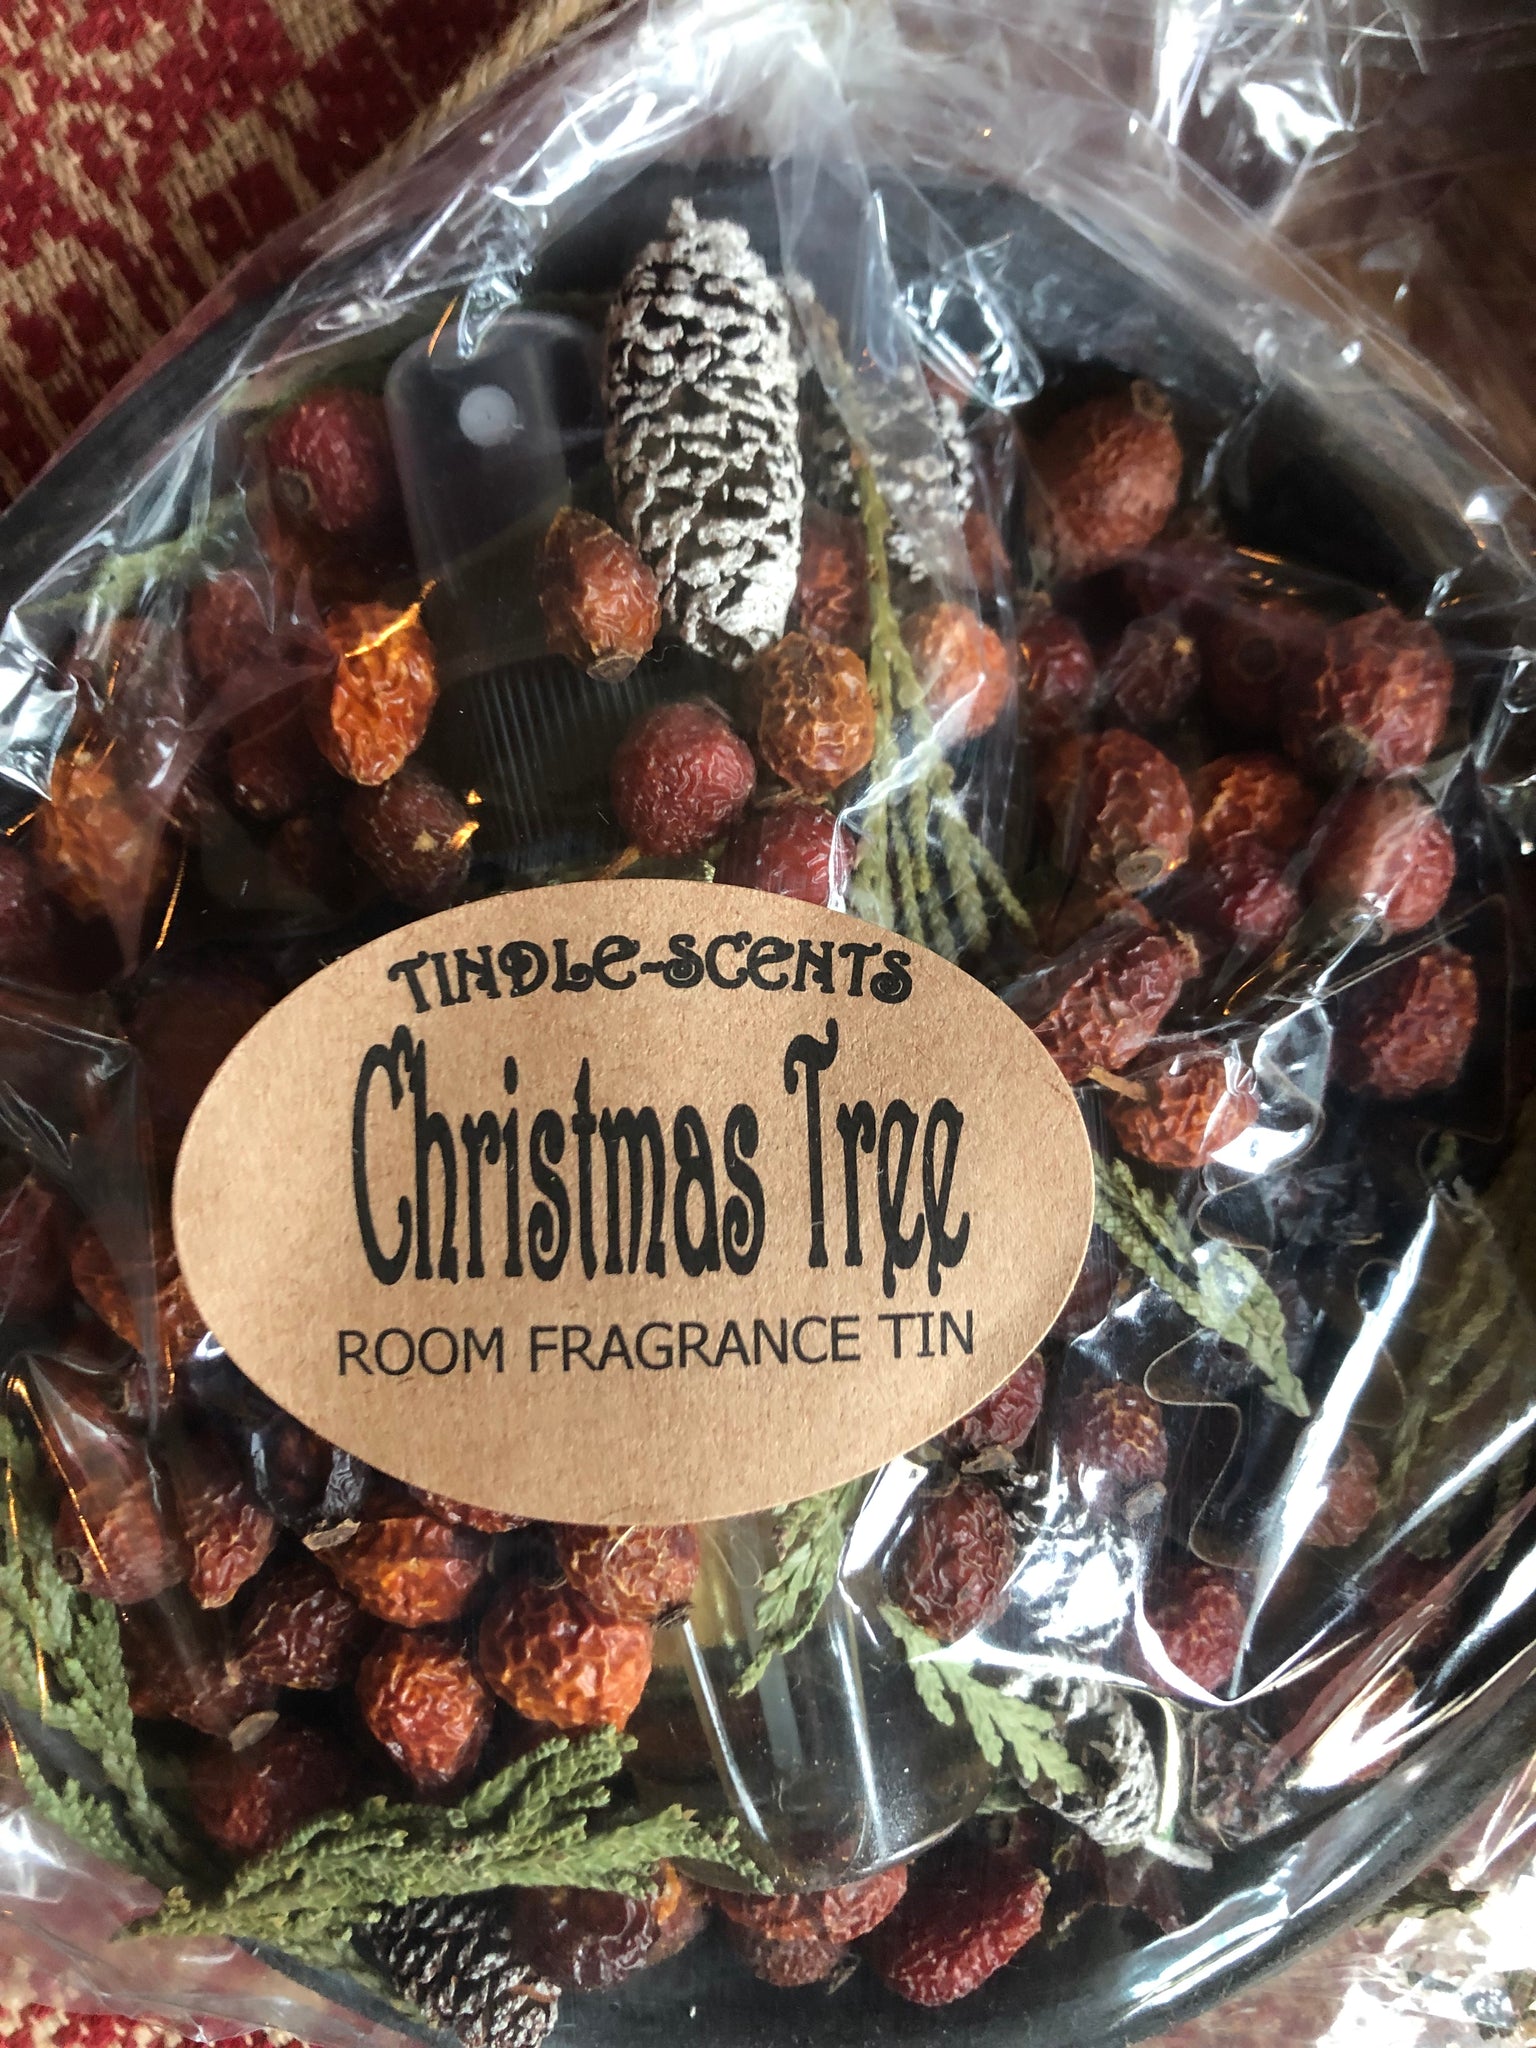 TINDLE-SCENTS
Christmas Tree
ROOM FRAGRANCE TIN